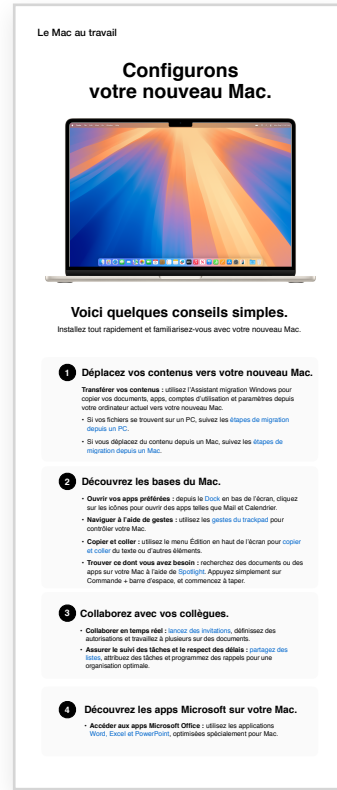 Le Mac au travail
Configurons
votre nouveau Mac.
Voici quelques conseils simples.
Installez tout rapidement et familiarisez-vous avec votre nouveau Mac.
1 Déplacez vos contenus vers votre nouveau Mac.
Transférer vos contenus : utilisez l'Assistant migration Windows pour
copier vos documents, apps, comptes d'utilisation et paramètres depuis
votre ordinateur actuel vers votre nouveau Mac.
• Si vos fichiers se trouvent sur un PC, suivez les étapes de migration
depuis un PC.
• Si vous déplacez du contenu depuis un Mac, suivez les étapes de
migration depuis un Mac.
2 Découvrez les bases du Mac.
• Ouvrir vos apps préférées : depuis le Dock en bas de l'écran, cliquez
sur les icônes pour ouvrir des apps telles que Mail et Calendrier.
• Naviguer à l'aide de gestes : utilisez les gestes du trackpad pour
contrôler votre Mac.
• Copier et coller : utilisez le menu Édition en haut de l'écran pour copier
et coller du texte ou d'autres éléments.
• Trouver ce dont vous avez besoin : recherchez des documents ou des
apps sur votre Mac à l'aide de Spotlight. Appuyez simplement sur
Commande + barre d'espace, et commencez à taper.
3 Collaborez avec vos collègues.
• Collaborer en temps réel : lancez des invitations, définissez des
autorisations et travaillez à plusieurs sur des documents.
• Assurer le suivi des tâches et le respect des délais : partagez des
listes, attribuez des tâches et programmez des rappels pour une
organisation optimale.
4 Découvrez les apps Microsoft sur votre Mac.
• Accéder aux apps Microsoft Office : utilisez les applications
Word, Excel et PowerPoint, optimisées spécialement pour Mac.